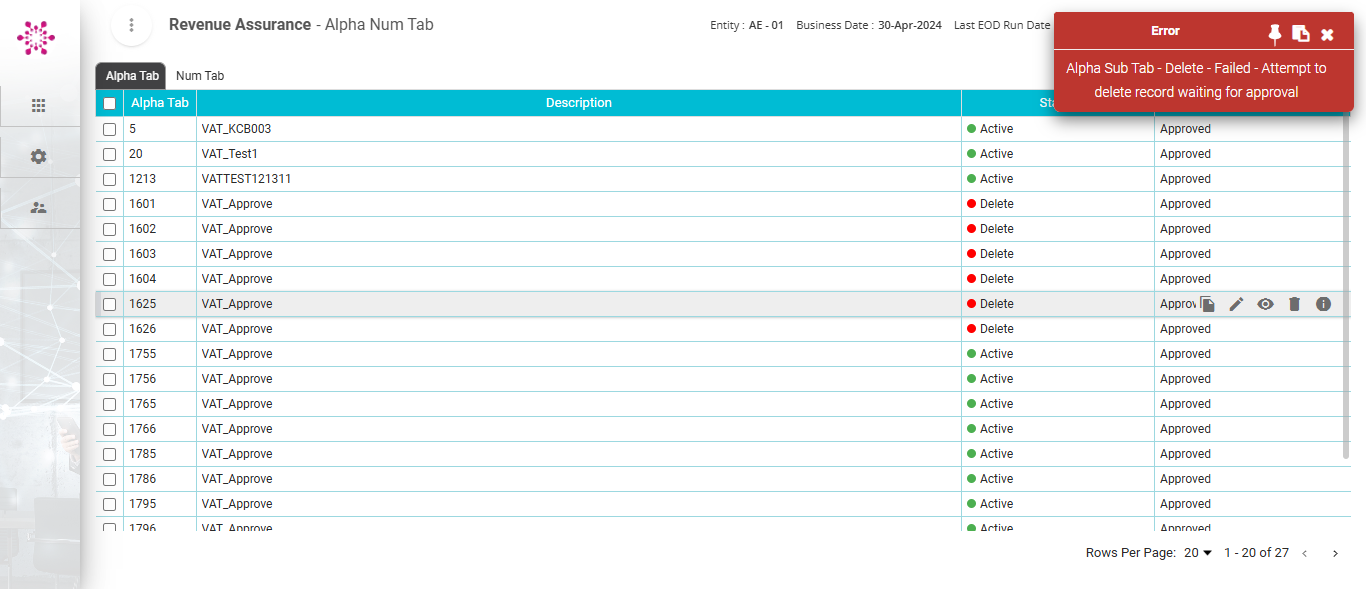 Revenue Assurance - Alpha Num Tab
Entity : AE - 01 Business Date : 30-Apr-2024 Last EOD Run Date
Error
Alpha Sub Tab - Delete - Failed - Attempt to
delete record waiting for approval
Alpha Tab Num Tab
Alpha Tab Description
5 VAT_KCB003 Active Approved
20 VAT_Test1 Active Approved
1213 VATTEST121311 Active Approved
1601 VAT_Approve Delete Approved
1602 VAT_Approve Delete Approved
1603 VAT_Approve Delete Approved
1604 VAT_Approve Delete Approved
1625 VAT_Approve Delete
1626 VAT_Approve Delete Approved
1755 VAT_Approve Active Approved
1756 VAT_Approve Active Approved
1765 VAT_Approve Active Approved
1766 VAT_Approve Active Approved
1785 VAT_Approve Active Approved
1786 VAT_Approve Active Approved
1795 VAT_Approve Active Approved
1796 VAT_Approve Active Approved
Rows Per Page: 20 1 - 20 of 27